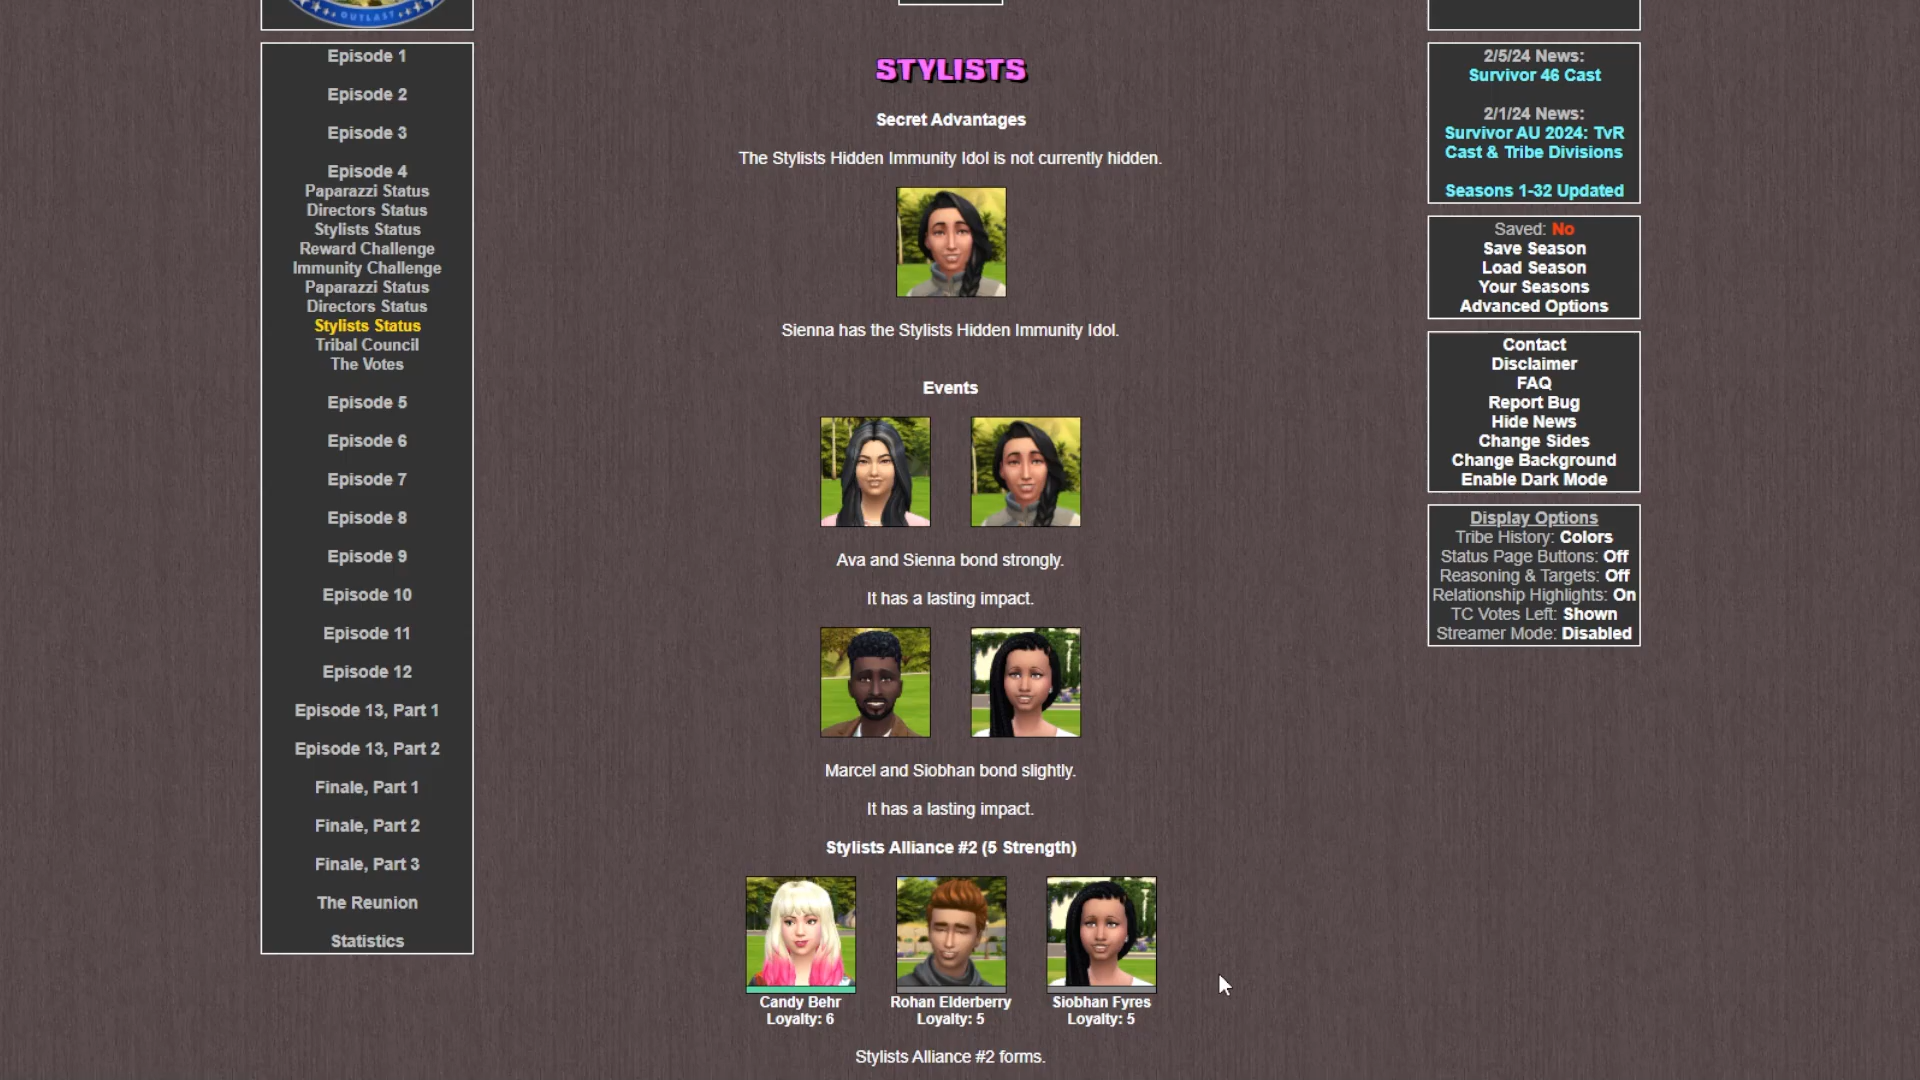 OUTLAST
Episode 1
Episode 2
Episode 3
Episode 4
Paparazzi Status
Directors Status
Stylists Status
Reward Challenge
Immunity Challenge
Paparazzi Status
Directors Status
Stylists Status
Tribal Council
The Votes
Episode 5
Episode 6
Episode 7
Episode 8
Episode 9
Episode 10
Episode 11
Episode 12
Episode 13, Part 1
Episode 13, Part 2
Finale, Part 1
Finale, Part 2
Finale, Part 3
The Reunion
Statistics
STYLISTS
Secret Advantages
The Stylists Hidden Immunity Idol is not currently hidden.
Sienna has the Stylists Hidden Immunity Idol.
Events
Ava and Sienna bond strongly.
It has a lasting impact.
Marcel and Siobhan bond slightly.
It has a lasting impact.
Stylists Alliance #2 (5 Strength)
Candy Behr
Loyalty: 6
Rohan Elderberry
Loyalty: 5
Siobhan Fyres
Loyalty: 5
Stylists Alliance #2 forms.
2/5/24 News:
Survivor 46 Cast
2/1/24 News:
Survivor AU 2024: TvR
Cast & Tribe Divisions
Seasons 1-32 Updated
Saved: No
Save Season
Load Season
Your Seasons
Advanced Options
Contact
Disclaimer
FAQ
Report Bug
Hide News
Change Sides
Change Background
Enable Dark Mode
Display Options
Tribe History: Colors
Status Page Buttons: Off
Reasoning & Targets: Off
Relationship Highlights: On
TC Votes Left: Shown
Streamer Mode: Disabled